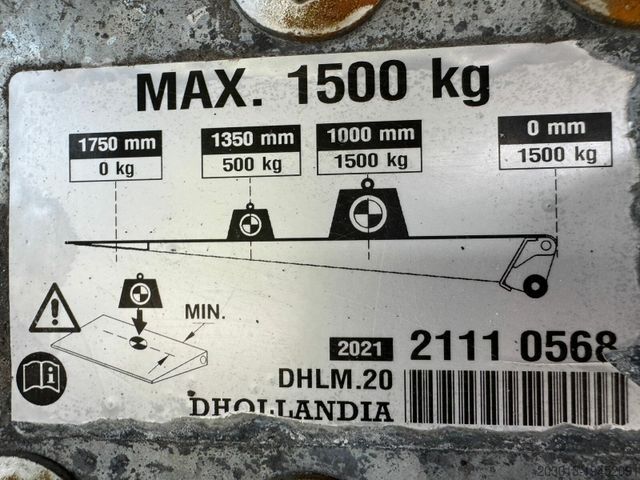 MAX. 1500 kg
1750 mm
0 kg
1350 mm
500 kg
1000 mm
1500 kg
0 mm
1500 kg
MIN.
2021 2111 0568
DHLM.20
DHOLLANDIA